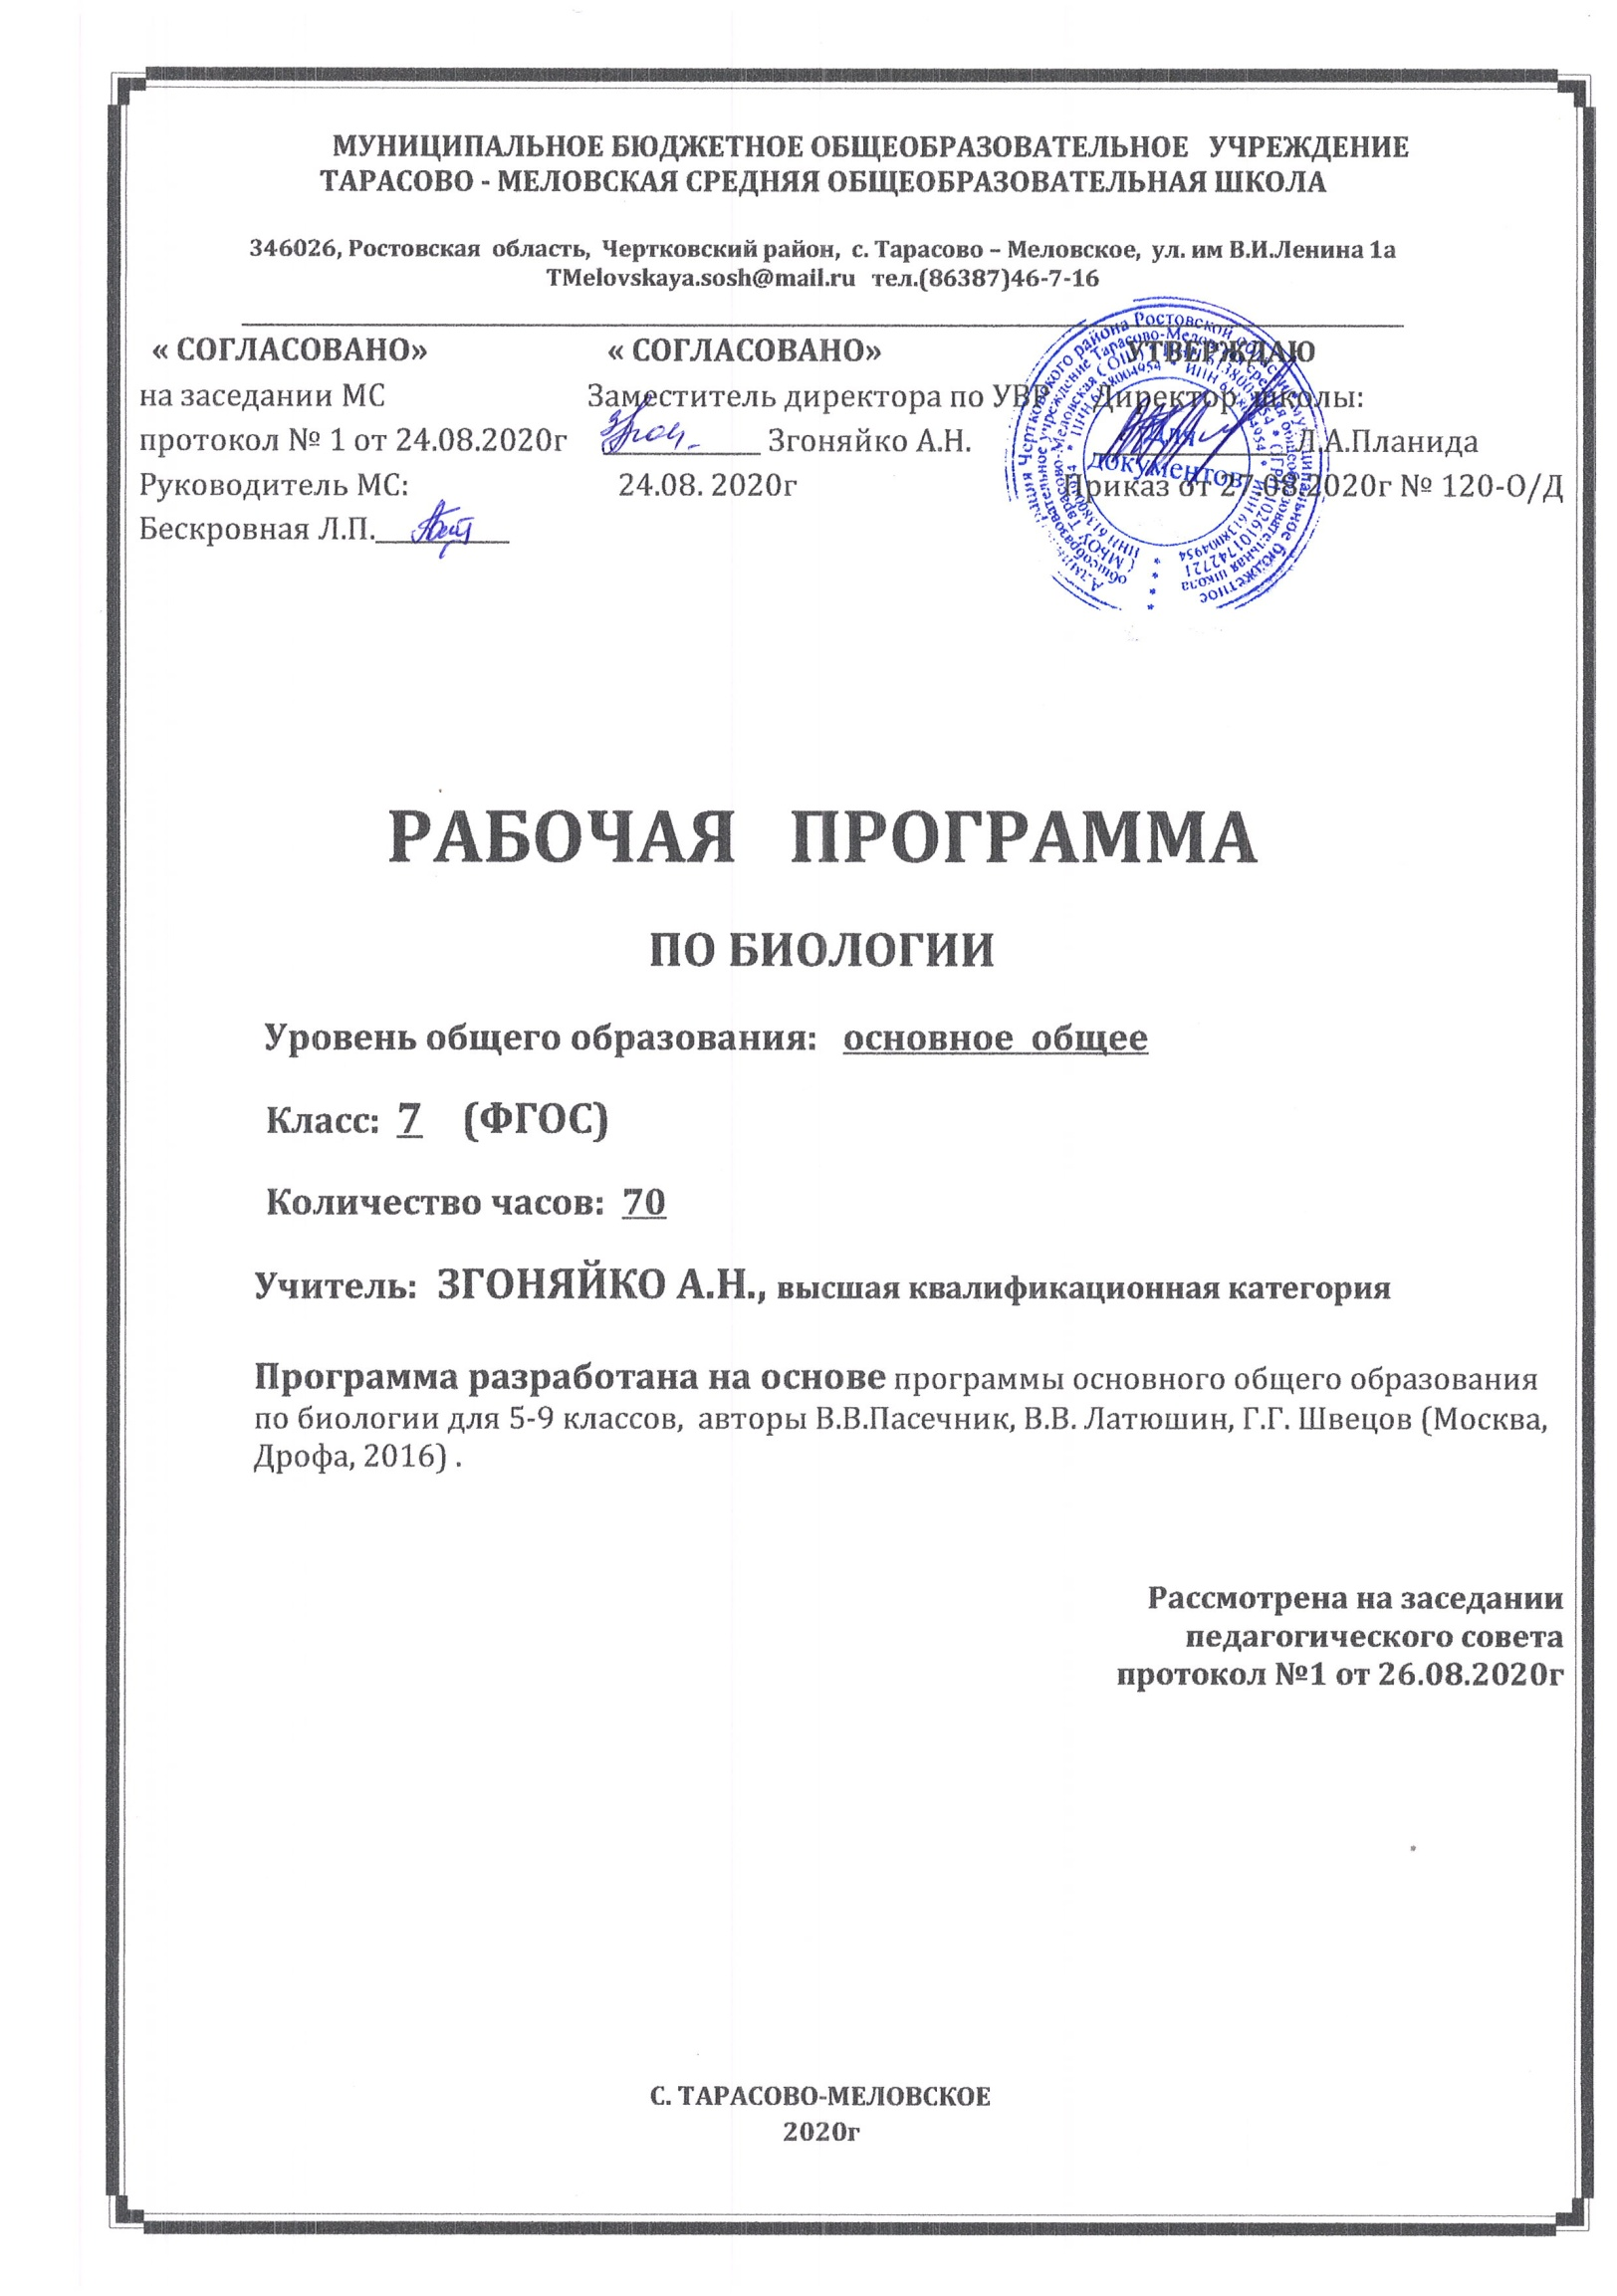 МУНИЦИПАЛЬНОЕ БЮДЖЕТНОЕ ОБЩЕОБРАЗОВАТЕЛЬНОЕ УЧРЕЖДЕНИЕ
ТАРАСОВО - МЕЛОВСКАЯ СРЕДНЯЯ ОБЩЕОБРАЗОВАТЕЛЬНАЯ ШКОЛА
346026, Ростовская область, Чертковский район, с. Тарасово – Меловское, ул. им В.И.Ленина 1а
TMelovskaya.sosh@mail.ru тел.(86387)46-7-16
« СОГЛАСОВАНО» « СОГЛАСОВАНО» УТВЕРЖДАЮ
на заседании МС Заместитель директора по УВР Директор школы:
протокол № 1 от 24.08.2020г Згоняйко А.Н. Д.А.Планида
Руководитель МС: 24.08. 2020г Приказ от 27.08.2020г № 120-О/Д
Бескровная Л.П.
для
документов
РАБОЧАЯ ПРОГРАММА
ПО БИОЛОГИИ
Уровень общего образования: основное общее
Класс: 7 (ФГОС)
Количество часов: 70
Учитель: ЗГОНЯЙКО А.Н., высшая квалификационная категория
Программа разработана на основе программы основного общего образования
по биологии для 5-9 классов, авторы В.В.Пасечник, В.В. Латюшин, Г.Г. Швецов (Москва,
Дрофа, 2016) .
Рассмотрена на заседании
педагогического совета
протокол №1 от 26.08.2020г
С. ТАРАСОВО-МЕЛОВСКОЕ
2020г